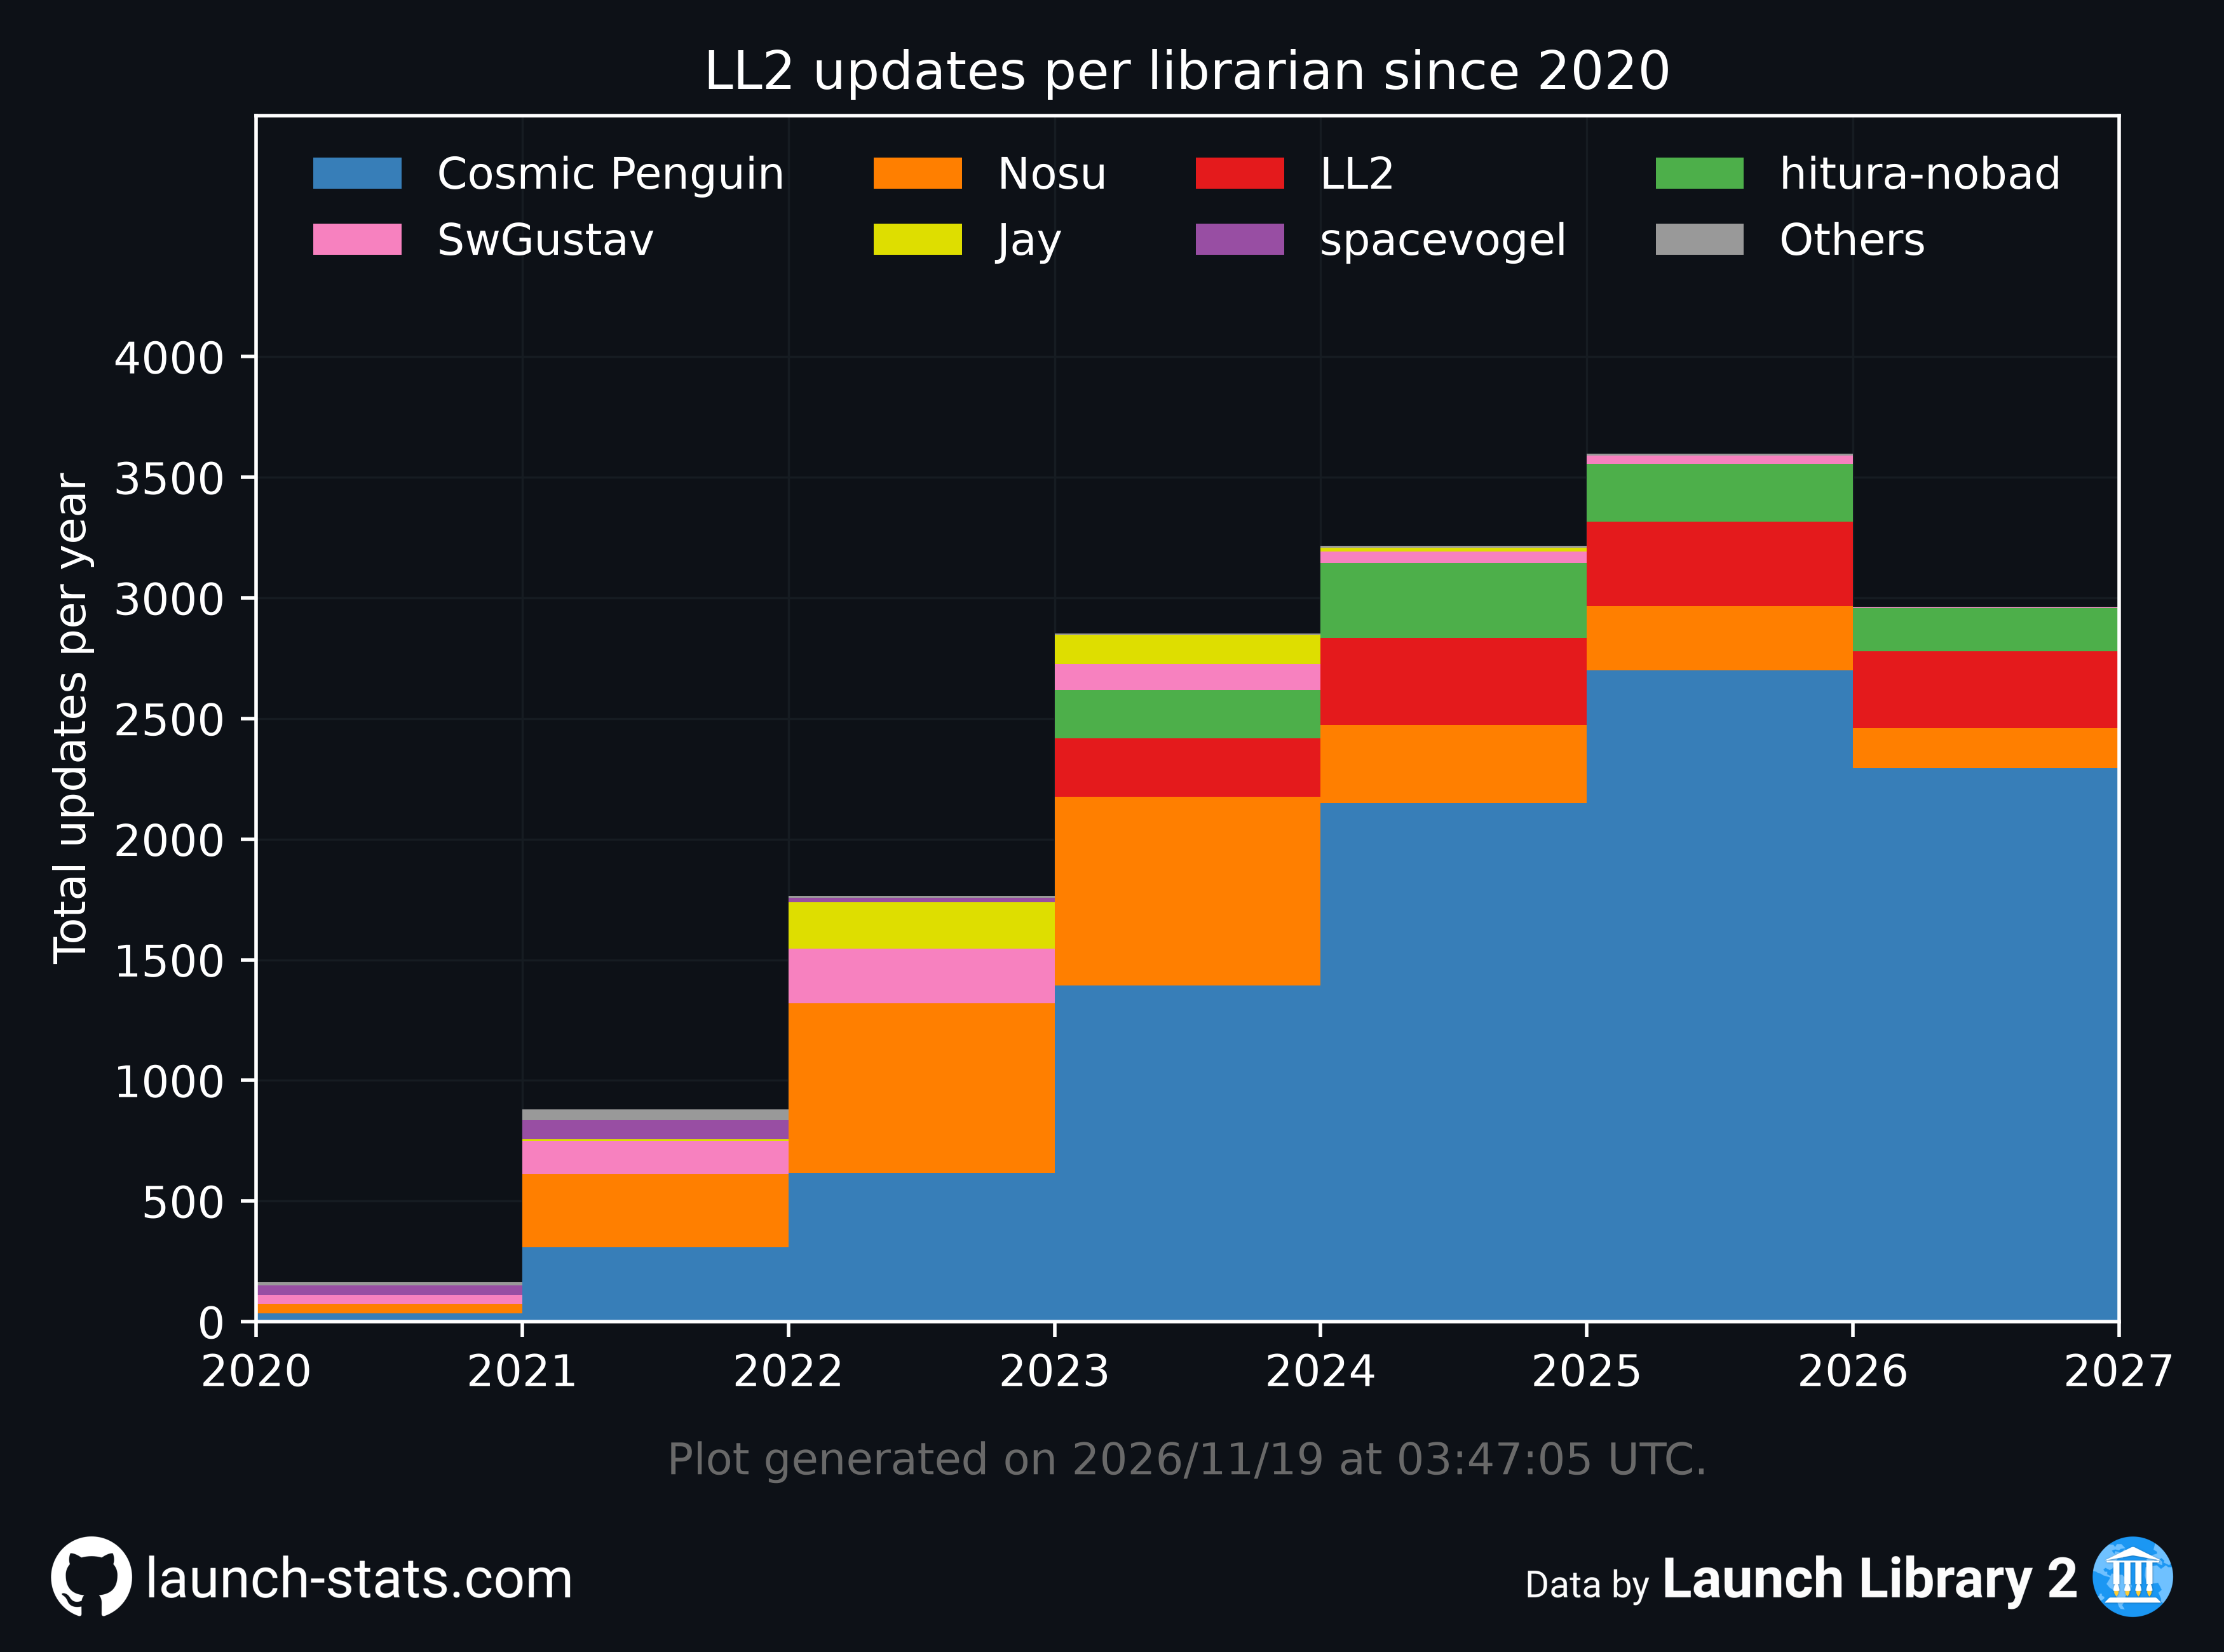 LL2 updates per librarian since 2020
Cosmic Penguin Nosu LL2 hitura-nobad
SwGustav Jay spacevogel Others
Total updates per year
4000
3500
3000
2500
2000
1500
1000
500
0
2020 2021 2022 2023 2024 2025 2026 2027
Plot generated on 2026/11/19 at 03:47:05 UTC.
launch-stats.com
Data by Launch Library 2